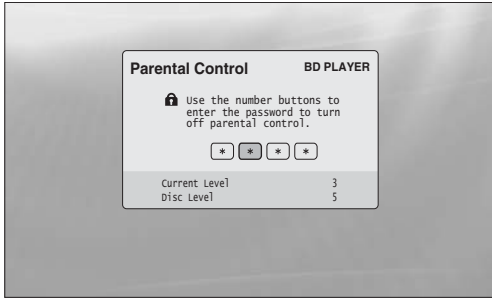 Parental Control BD PLAYER
Use the number buttons to
enter the password to turn
off parental control.
* * * *
Current Level 3
Disc Level 5